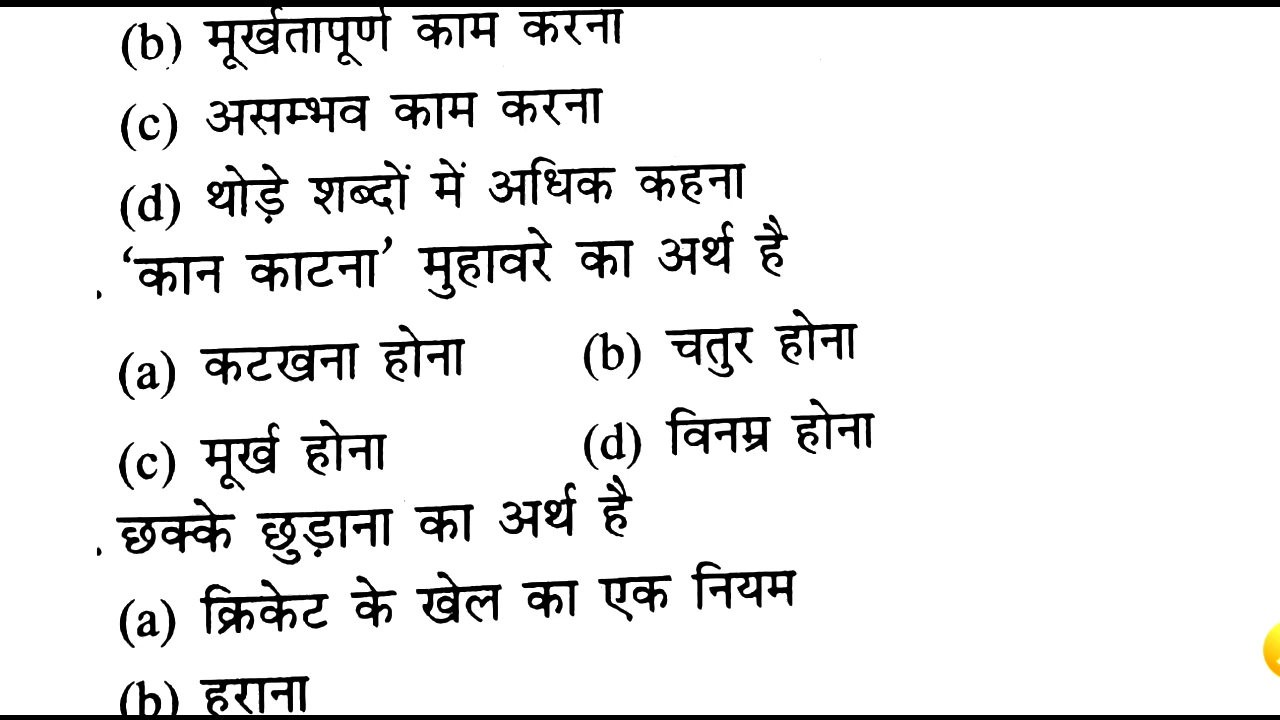 (b) मूर्खतापूर्ण काम करना
(c) असम्भव काम करना
(d) थोड़े शब्दों में अधिक कहना
. ‘कान काटना’ मुहावरे का अर्थ है
(a) कटखना होना (b) चतुर होना
(c) मूर्ख होना (d) विनम्र होना
. छक्के छुड़ाना का अर्थ है
(a) क्रिकेट के खेल का एक नियम
(b) हराना